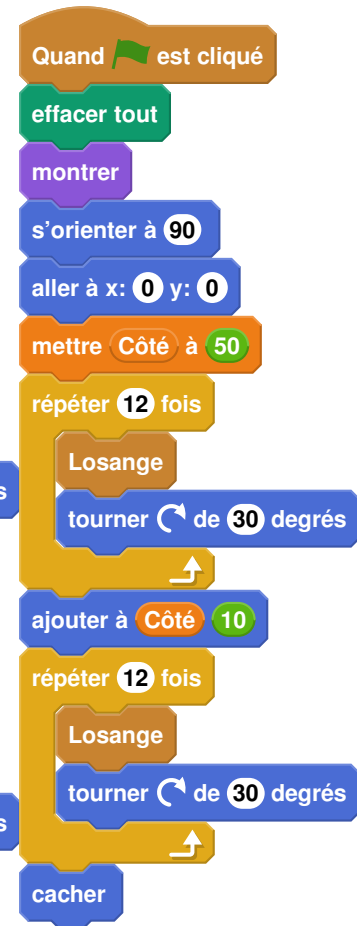 Quand est cliqué
effacer tout
montrer
s’orienter à 90
aller à x: 0 y: 0
mettre Côté à 50
répéter 12 fois
Losange
s
tourner de 30 degrés
ajouter à Côté 10
répéter 12 fois
Losange
tourner de 30 degrés
s
cacher